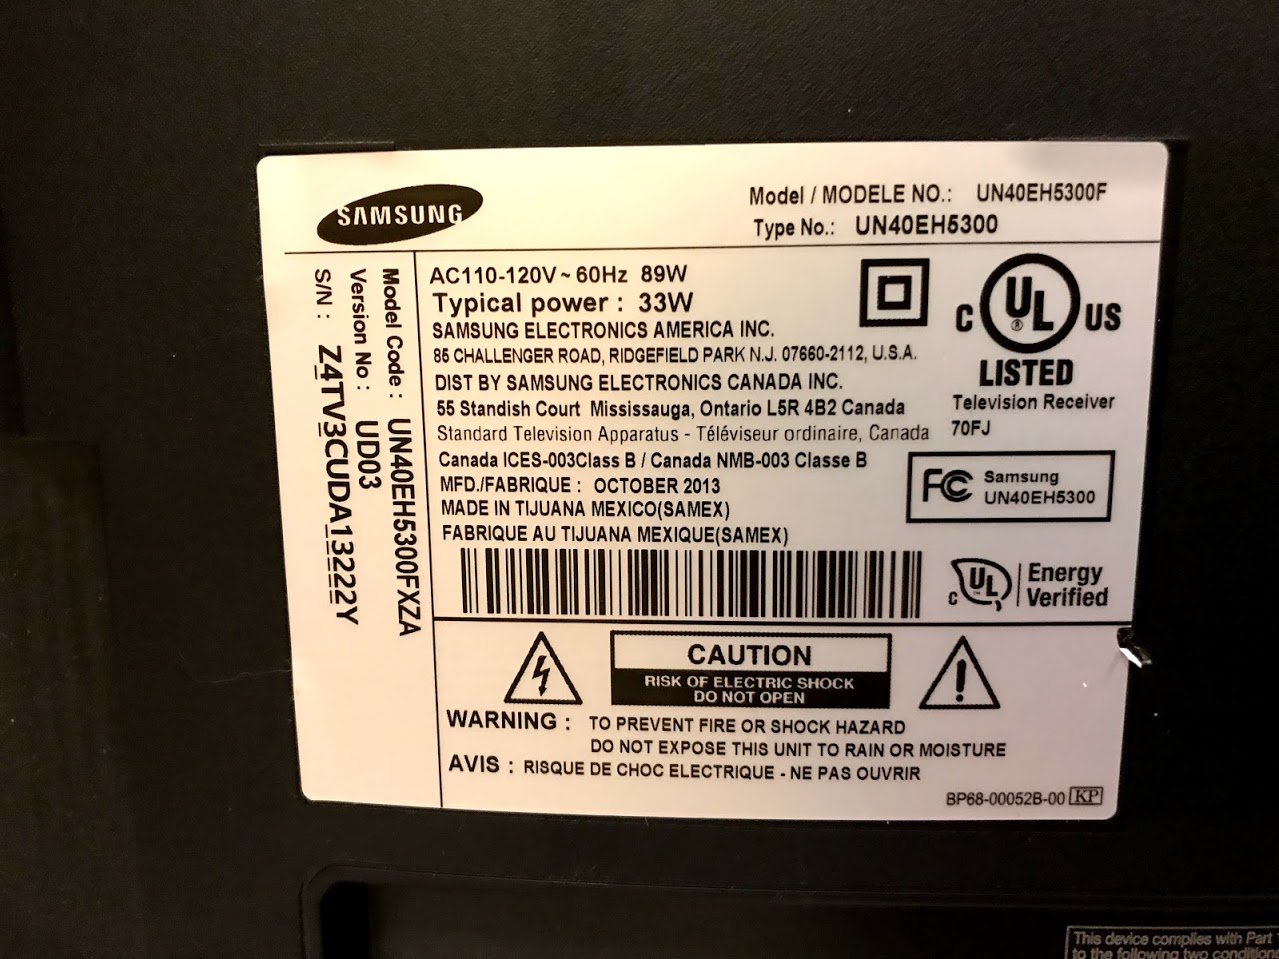 SAMSUNG
Model / MODELE NO.: UN40EH5300F
Type No.: UN40EH5300
Model Code : UN40EH5300FXZA
Version No : UD03
S/N : Z4TV3CUDA13222Y
AC110-120V ~ 60Hz 89W
Typical power : 33W
SAMSUNG ELECTRONICS AMERICA INC.
85 CHALLENGER ROAD, RIDGEFIELD PARK N.J. 07660-2112, U.S.A.
DIST BY SAMSUNG ELECTRONICS CANADA INC.
55 Standish Court Mississauga, Ontario L5R 4B2 Canada
Standard Television Apparatus - Téléviseur ordinaire, Canada
Canada ICES-003Class B / Canada NMB-003 Classe B
MFD./FABRIQUE : OCTOBER 2013
MADE IN TIJUANA MEXICO(SAMEX)
FABRIQUE AU TIJUANA MEXIQUE(SAMEX)
C UL ® US
LISTED
Television Receiver
70FJ
FC Samsung
UN40EH5300
C UL Energy
Verified
CAUTION
RISK OF ELECTRIC SHOCK
DO NOT OPEN
WARNING : TO PREVENT FIRE OR SHOCK HAZARD
DO NOT EXPOSE THIS UNIT TO RAIN OR MOISTURE
AVIS : RISQUE DE CHOC ELECTRIQUE - NE PAS OUVRIR
BP68-00052B-00 KP
This device complies with Part
to the following two conditions